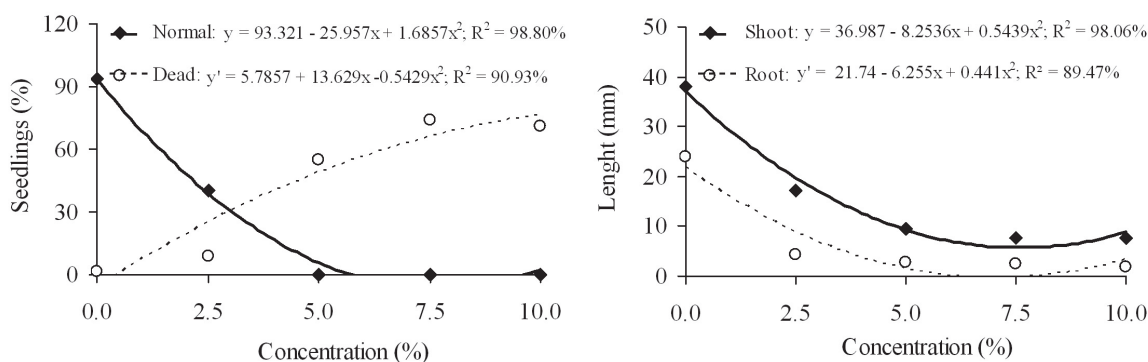 120
90
60
30
0
Seedlings (%)
Normal: y = 93.321 - 25.957x + 1.6857x²; R² = 98.80%
Dead: y' = 5.7857 + 13.629x -0.5429x²; R² = 90.93%
0.0 2.5 5.0 7.5 10.0
Concentration (%)
50
40
30
20
10
0
Lenght (mm)
Shoot: y = 36.987 - 8.2536x + 0.5439x²; R² = 98.06%
Root: y' = 21.74 - 6.255x + 0.441x²; R² = 89.47%
0.0 2.5 5.0 7.5 10.0
Concentration (%)